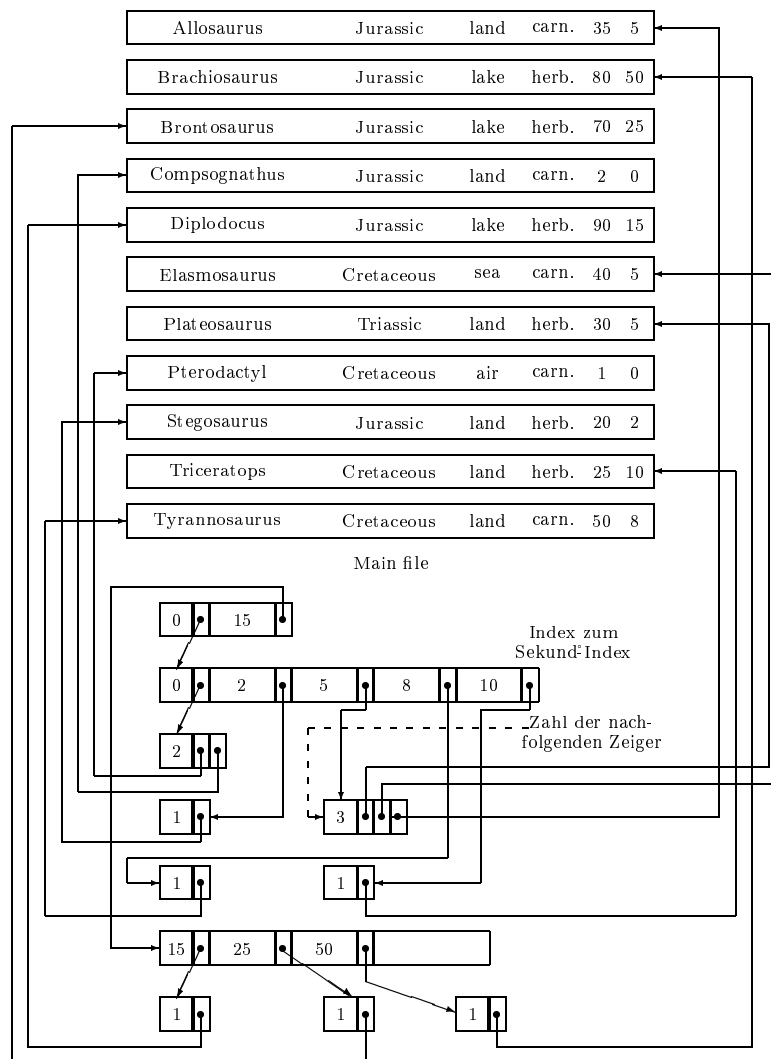 Allosaurus Jurassic land carn. 35 5
Brachiosaurus Jurassic lake herb. 80 50
Brontosaurus Jurassic lake herb. 70 25
Compsognathus Jurassic land carn. 2 0
Diplodocus Jurassic lake herb. 90 15
Elasmosaurus Cretaceous sea carn. 40 5
Plateosaurus Triassic land herb. 30 5
Pterodactyl Cretaceous air carn. 1 0
Stegosaurus Jurassic land herb. 20 2
Triceratops Cretaceous land herb. 25 10
Tyrannosaurus Cretaceous land carn. 50 8
Main file
0 15
Index zum
Sekund-Index
0 2 5 8 10
Zahl der nach-
folgenden Zeiger
2
1 3
1 1
15 25 50
1 1 1